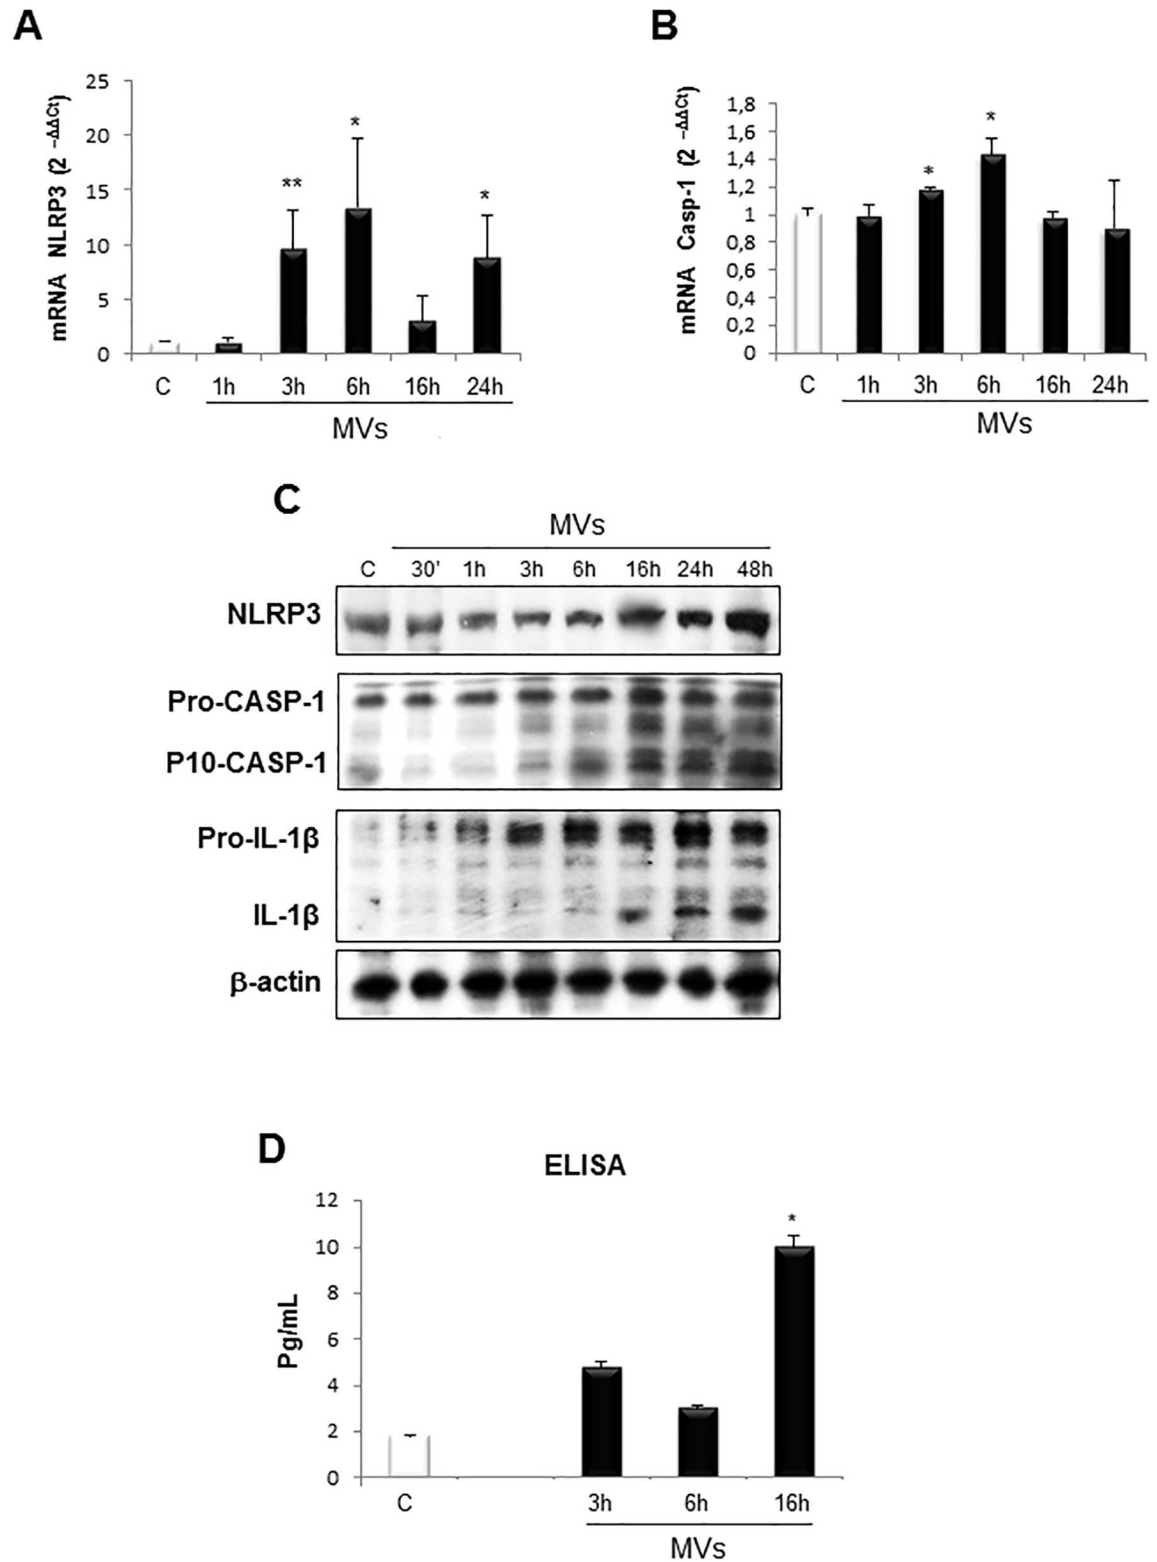 A
mRNA NLRP3 (2 –ΔΔCt)
25
20
15
10
5
0
**
*
*
C 1h 3h 6h 16h 24h
MVs
B
mRNA Casp-1 (2 –ΔΔCt)
1,8
1,6
1,4
1,2
1
0,8
0,6
0,4
0,2
0
*
*
C 1h 3h 6h 16h 24h
MVs
C
MVs
C 30’ 1h 3h 6h 16h 24h 48h
NLRP3
Pro-CASP-1
P10-CASP-1
Pro-IL-1β
IL-1β
β-actin
D
ELISA
Pg/mL
12
10
8
6
4
2
0
*
C 3h 6h 16h
MVs